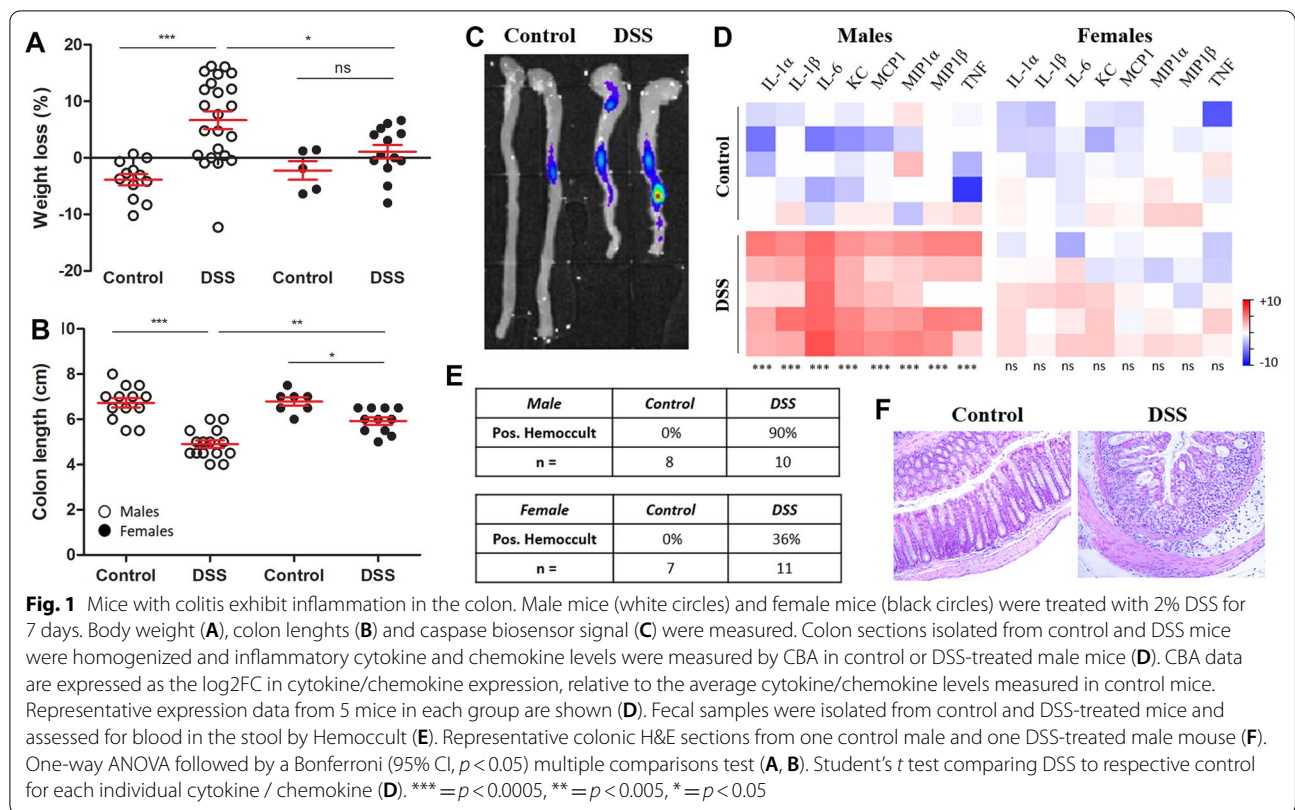 A
***
*
ns
Weight loss (%)
20
10
0
-10
-20
Control
DSS
Control
DSS
B
***
**
*
Colon length (cm)
10
8
6
4
2
0
Males
Females
Control
DSS
Control
DSS
C
Control
DSS
D
Males
Females
IL-1α
IL-1β
IL-6
KC
MCP1
MIP1α
MIP1β
TNF
IL-1α
IL-1β
IL-6
KC
MCP1
MIP1α
MIP1β
TNF
Control
DSS
+10
-10
*** *** *** *** *** *** *** ***
ns ns ns ns ns ns ns ns
E
Male Control DSS
Pos. Hemoccult 0% 90%
n = 8 10
Female Control DSS
Pos. Hemoccult 0% 36%
n = 7 11
F
Control
DSS
Fig. 1 Mice with colitis exhibit inflammation in the colon. Male mice (white circles) and female mice (black circles) were treated with 2% DSS for
7 days. Body weight (A), colon lenghts (B) and caspase biosensor signal (C) were measured. Colon sections isolated from control and DSS mice
were homogenized and inflammatory cytokine and chemokine levels were measured by CBA in control or DSS-treated male mice (D). CBA data
are expressed as the log2FC in cytokine/chemokine expression, relative to the average cytokine/chemokine levels measured in control mice.
Representative expression data from 5 mice in each group are shown (D). Fecal samples were isolated from control and DSS-treated mice and
assessed for blood in the stool by Hemoccult (E). Representative colonic H&E sections from one control male and one DSS-treated male mouse (F).
One-way ANOVA followed by a Bonferroni (95% CI, p < 0.05) multiple comparisons test (A, B). Student's t test comparing DSS to respective control
for each individual cytokine / chemokine (D). *** = p < 0.0005, ** = p < 0.005, * = p < 0.05